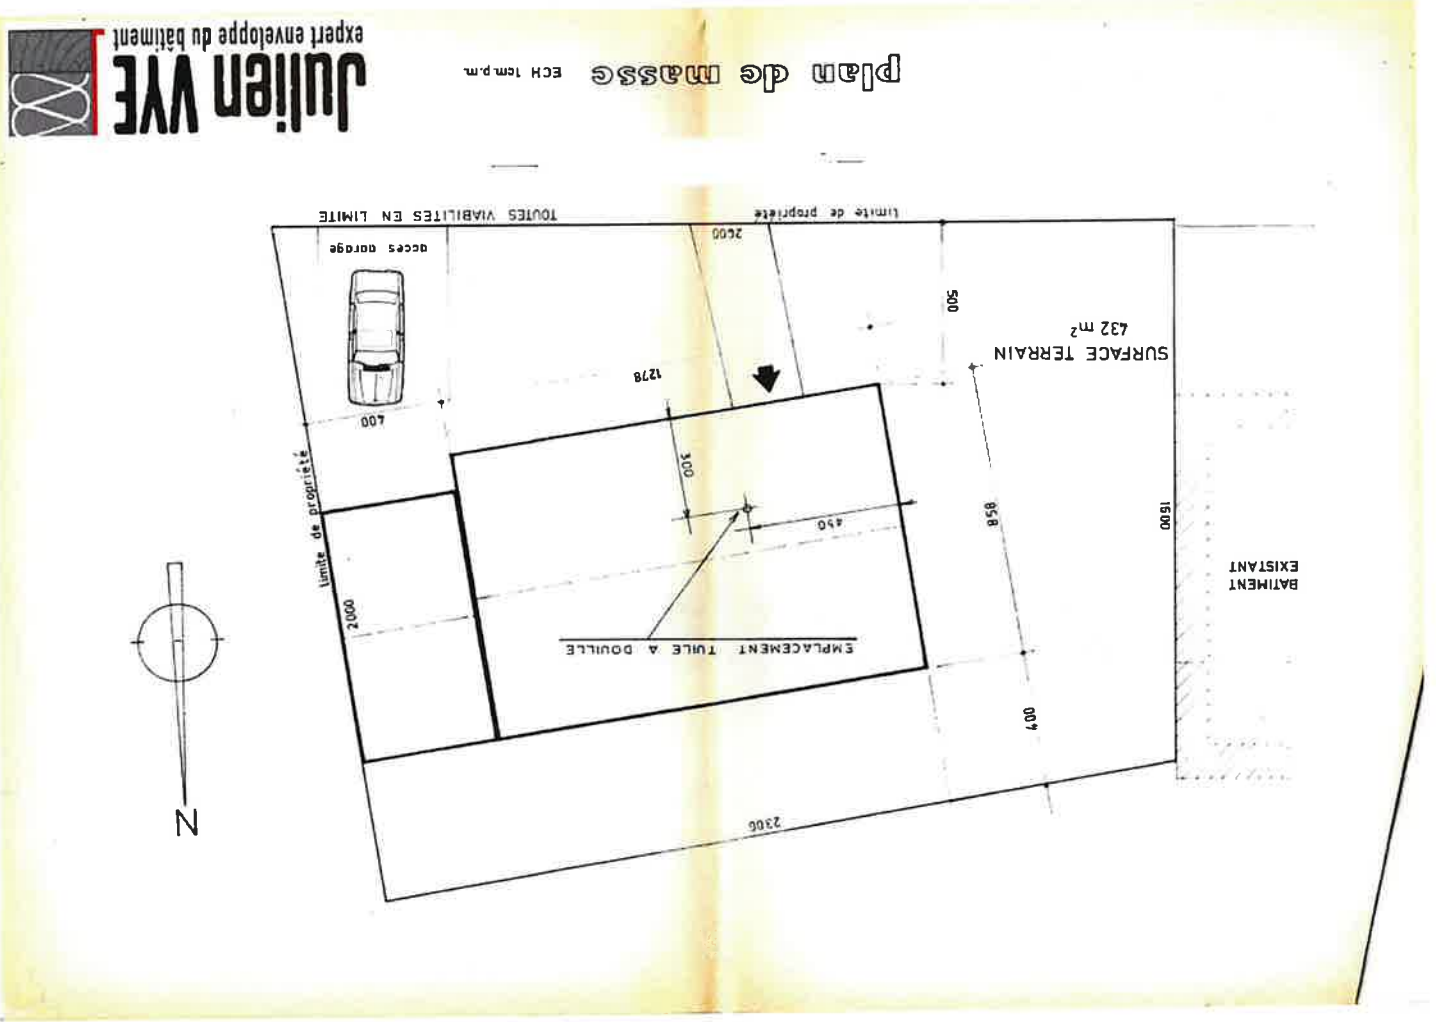 N
2300
400
BATIMENT
EXISTANT
EMPLACEMENT TUILE A DOUILLE
2000
limite de propriété
1500
858
450
300
400
1278
SURFACE TERRAIN
432 m²
500
acces garage
2600
Limite de propriété
TOUTES VIABILITES EN LIMITE
plan de masse ECH 1cm.p.m.
Julien VYE
expert enveloppe du bâtiment